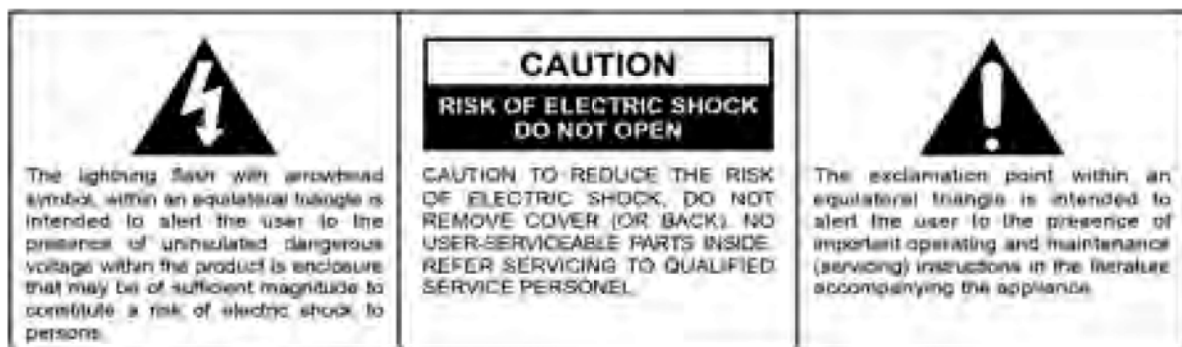 The lightning flash with arrowhead
symbol, within an equilateral triangle is
intended to alert the user to the
presence of uninsulated dangerous
voltage within the product is enclosure
that may be of sufficient magnitude to
constitute a risk of electric shock to
persons.
CAUTION
RISK OF ELECTRIC SHOCK
DO NOT OPEN
CAUTION TO REDUCE THE RISK
OF ELECTRIC SHOCK, DO NOT
REMOVE COVER (OR BACK). NO
USER-SERVICEABLE PARTS INSIDE.
REFER SERVICING TO QUALIFIED
SERVICE PERSONEL.
The exclamation point within an
equilateral triangle is intended to
alert the user to the presence of
important operating and maintenance
(servicing) instructions in the literature
accompanying the appliance.